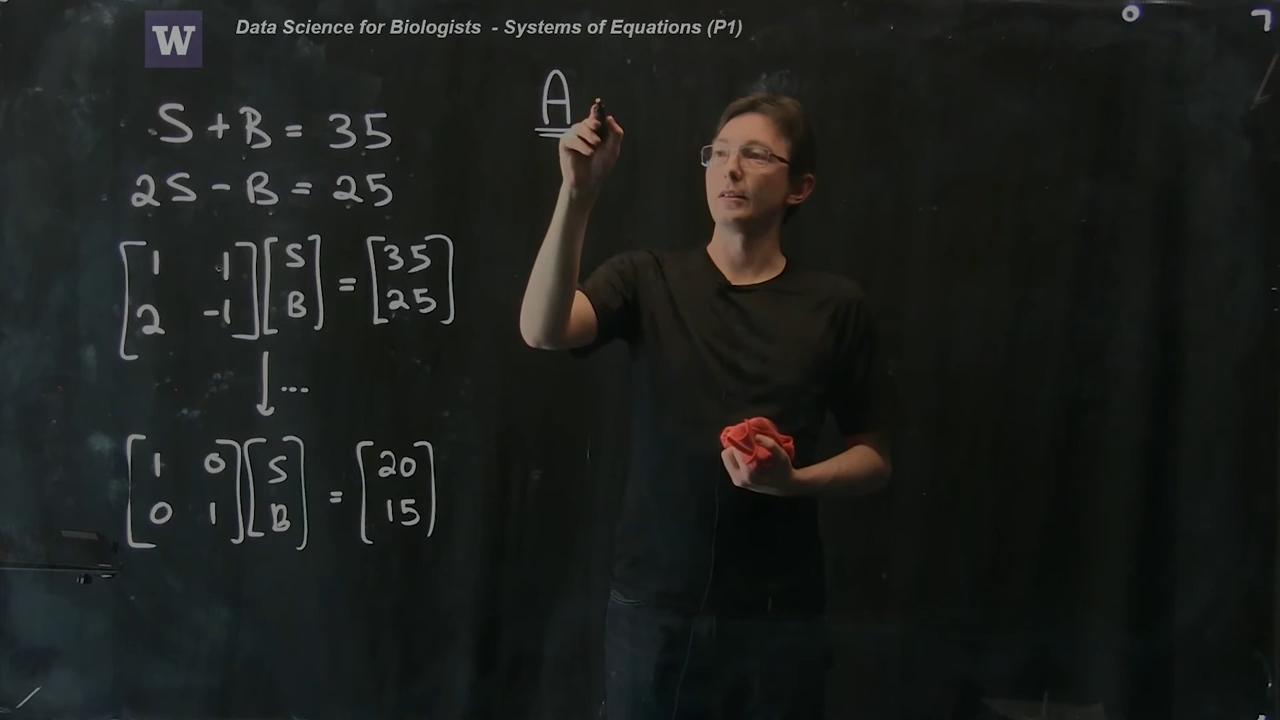 W
Data Science for Biologists - Systems of Equations (P1)
S + B = 35
2S - B = 25
[1 1; 2 -1] [S; B] = [35; 25]
↓ ...
[1 0; 0 1] [S; B] = [20; 15]
A